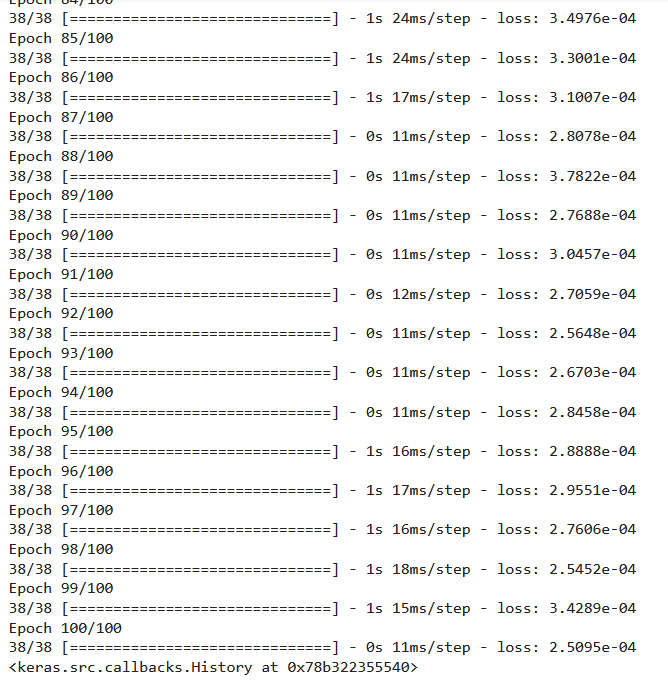 Epoch 84/100
38/38 [==============================] - 1s 24ms/step - loss: 3.4976e-04
Epoch 85/100
38/38 [==============================] - 1s 24ms/step - loss: 3.3001e-04
Epoch 86/100
38/38 [==============================] - 1s 17ms/step - loss: 3.1007e-04
Epoch 87/100
38/38 [==============================] - 0s 11ms/step - loss: 2.8078e-04
Epoch 88/100
38/38 [==============================] - 0s 11ms/step - loss: 3.7822e-04
Epoch 89/100
38/38 [==============================] - 0s 11ms/step - loss: 2.7688e-04
Epoch 90/100
38/38 [==============================] - 0s 11ms/step - loss: 3.0457e-04
Epoch 91/100
38/38 [==============================] - 0s 12ms/step - loss: 2.7059e-04
Epoch 92/100
38/38 [==============================] - 0s 11ms/step - loss: 2.5648e-04
Epoch 93/100
38/38 [==============================] - 0s 11ms/step - loss: 2.6703e-04
Epoch 94/100
38/38 [==============================] - 0s 11ms/step - loss: 2.8458e-04
Epoch 95/100
38/38 [==============================] - 1s 16ms/step - loss: 2.8888e-04
Epoch 96/100
38/38 [==============================] - 1s 17ms/step - loss: 2.9551e-04
Epoch 97/100
38/38 [==============================] - 1s 16ms/step - loss: 2.7606e-04
Epoch 98/100
38/38 [==============================] - 1s 18ms/step - loss: 2.5452e-04
Epoch 99/100
38/38 [==============================] - 1s 15ms/step - loss: 3.4289e-04
Epoch 100/100
38/38 [==============================] - 0s 11ms/step - loss: 2.5095e-04
<keras.src.callbacks.History at 0x78b322355540>